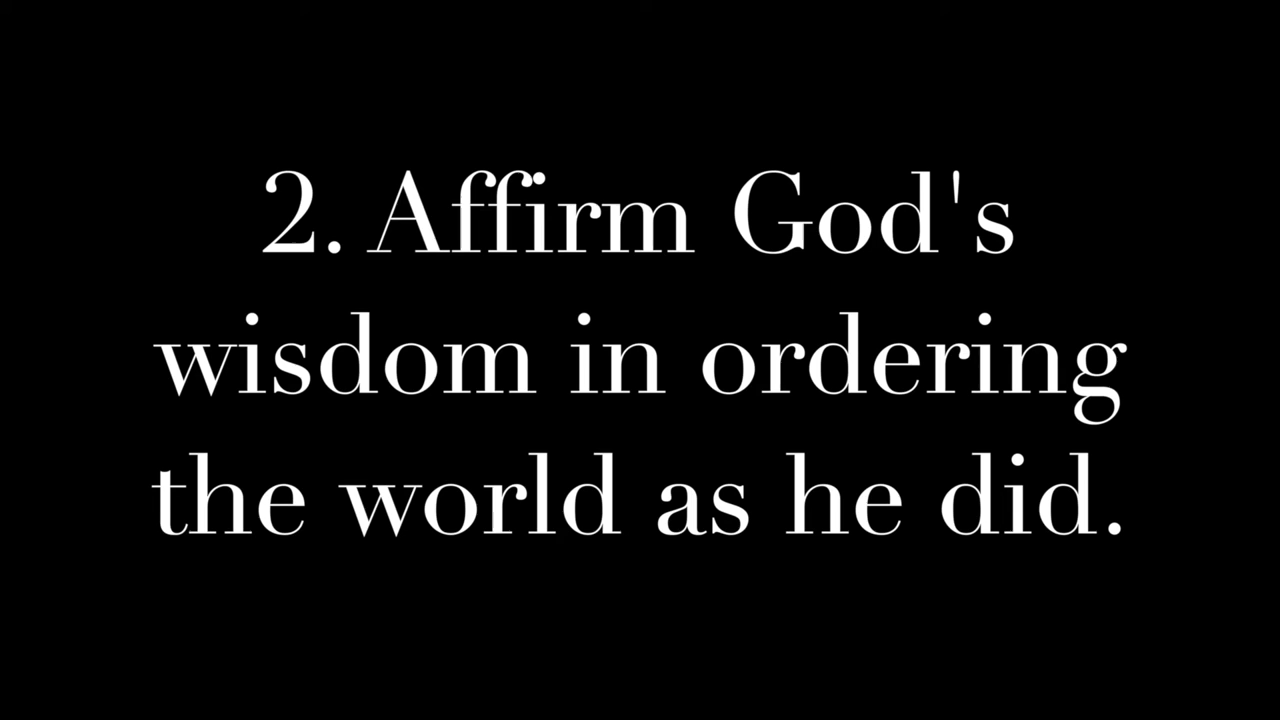 2. Affirm God's
wisdom in ordering
the world as he did.